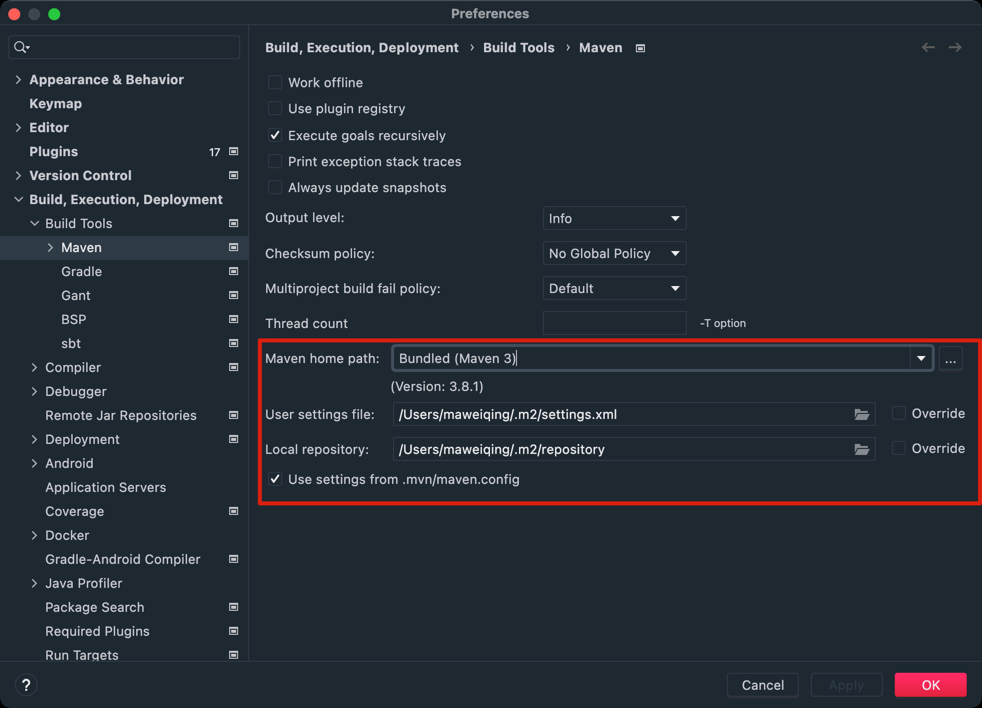 Preferences
Appearance & Behavior
Keymap
Editor
Plugins 17
Version Control
Build, Execution, Deployment
Build Tools
Maven
Gradle
Gant
BSP
sbt
Compiler
Debugger
Remote Jar Repositories
Deployment
Android
Application Servers
Coverage
Docker
Gradle-Android Compiler
Java Profiler
Package Search
Required Plugins
Run Targets
Build, Execution, Deployment › Build Tools › Maven
Work offline
Use plugin registry
Execute goals recursively
Print exception stack traces
Always update snapshots
Output level: Info
Checksum policy: No Global Policy
Multiproject build fail policy: Default
Thread count -T option
Maven home path: Bundled (Maven 3) ...
(Version: 3.8.1)
User settings file: /Users/maweiqing/.m2/settings.xml Override
Local repository: /Users/maweiqing/.m2/repository Override
Use settings from .mvn/maven.config
? Cancel Apply OK